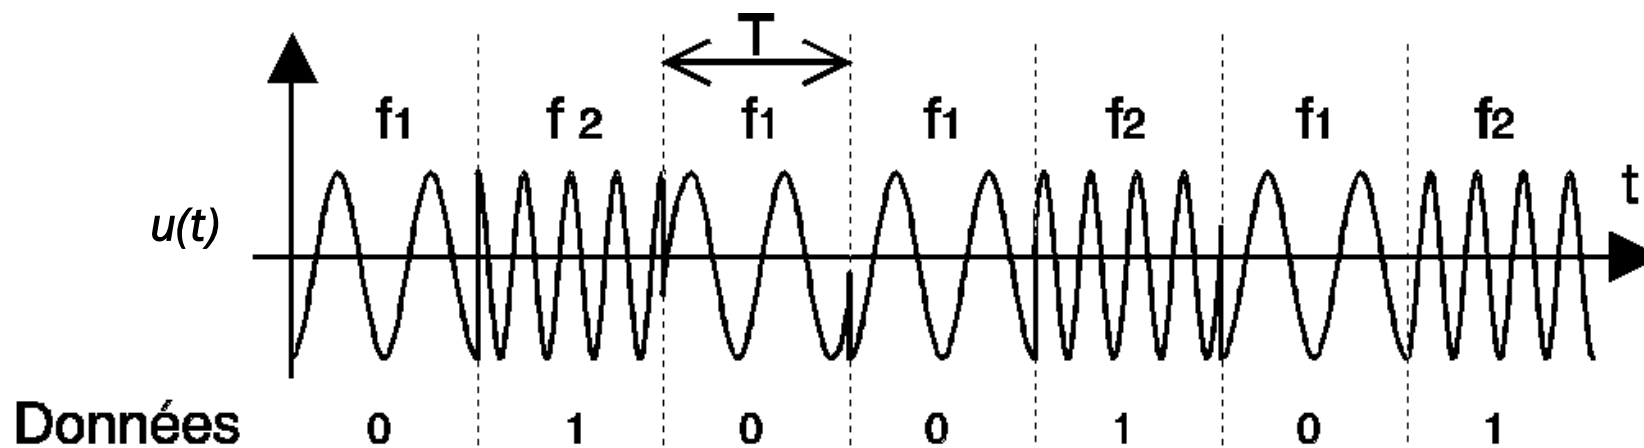 T
f1 f 2 f1 f1 f2 f1 f2
t
u(t)
Données 0 1 0 0 1 0 1